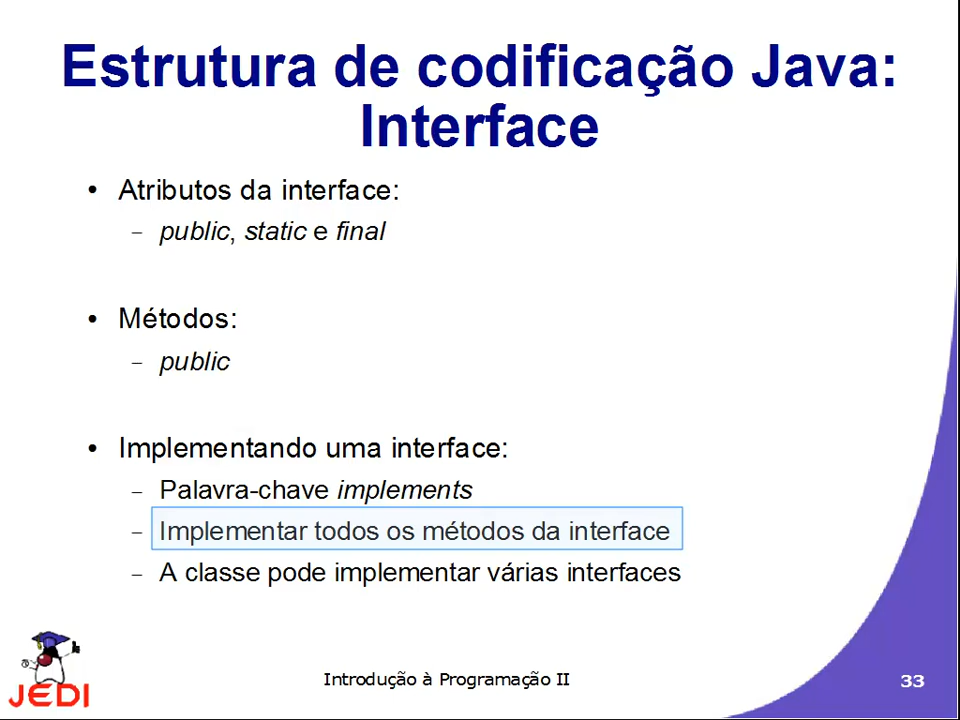 Estrutura de codificação Java:
Interface
• Atributos da interface:
– public, static e final
• Métodos:
– public
• Implementando uma interface:
– Palavra-chave implements
– Implementar todos os métodos da interface
– A classe pode implementar várias interfaces
JEDI
Introdução à Programação II
33